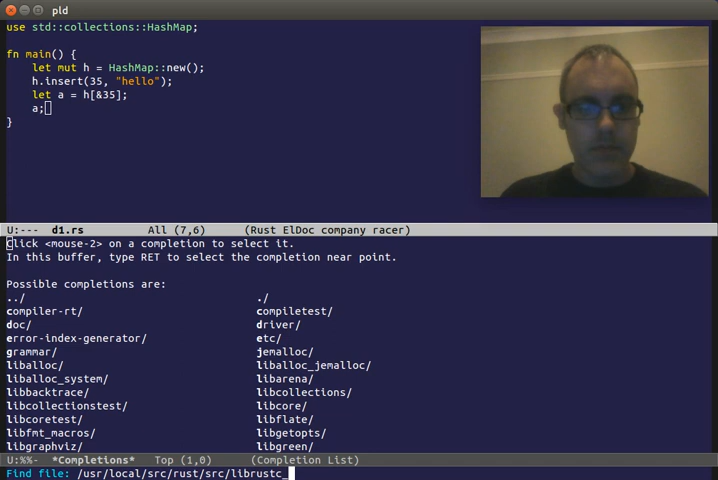 pld
use std::collections::HashMap;
fn main() {
    let mut h = HashMap::new();
    h.insert(35, "hello");
    let a = h[&35];
    a;
}
U:--- d1.rs All (7,6) (Rust ElDoc company racer)
Click <mouse-2> on a completion to select it.
In this buffer, type RET to select the completion near point.
Possible completions are:
../ ./
compiler-rt/ compiletest/
doc/ driver/
error-index-generator/ etc/
grammar/ jemalloc/
liballoc/ liballoc_jemalloc/
liballoc_system/ libarena/
libbacktrace/ libcollections/
libcollectionstest/ libcore/
libcoretest/ libflate/
libfmt_macros/ libgetopts/
libgraphviz/ libgreen/
U:%%- *Completions* Top (1,0) (Completion List)
Find file: /usr/local/src/rust/src/librustc_